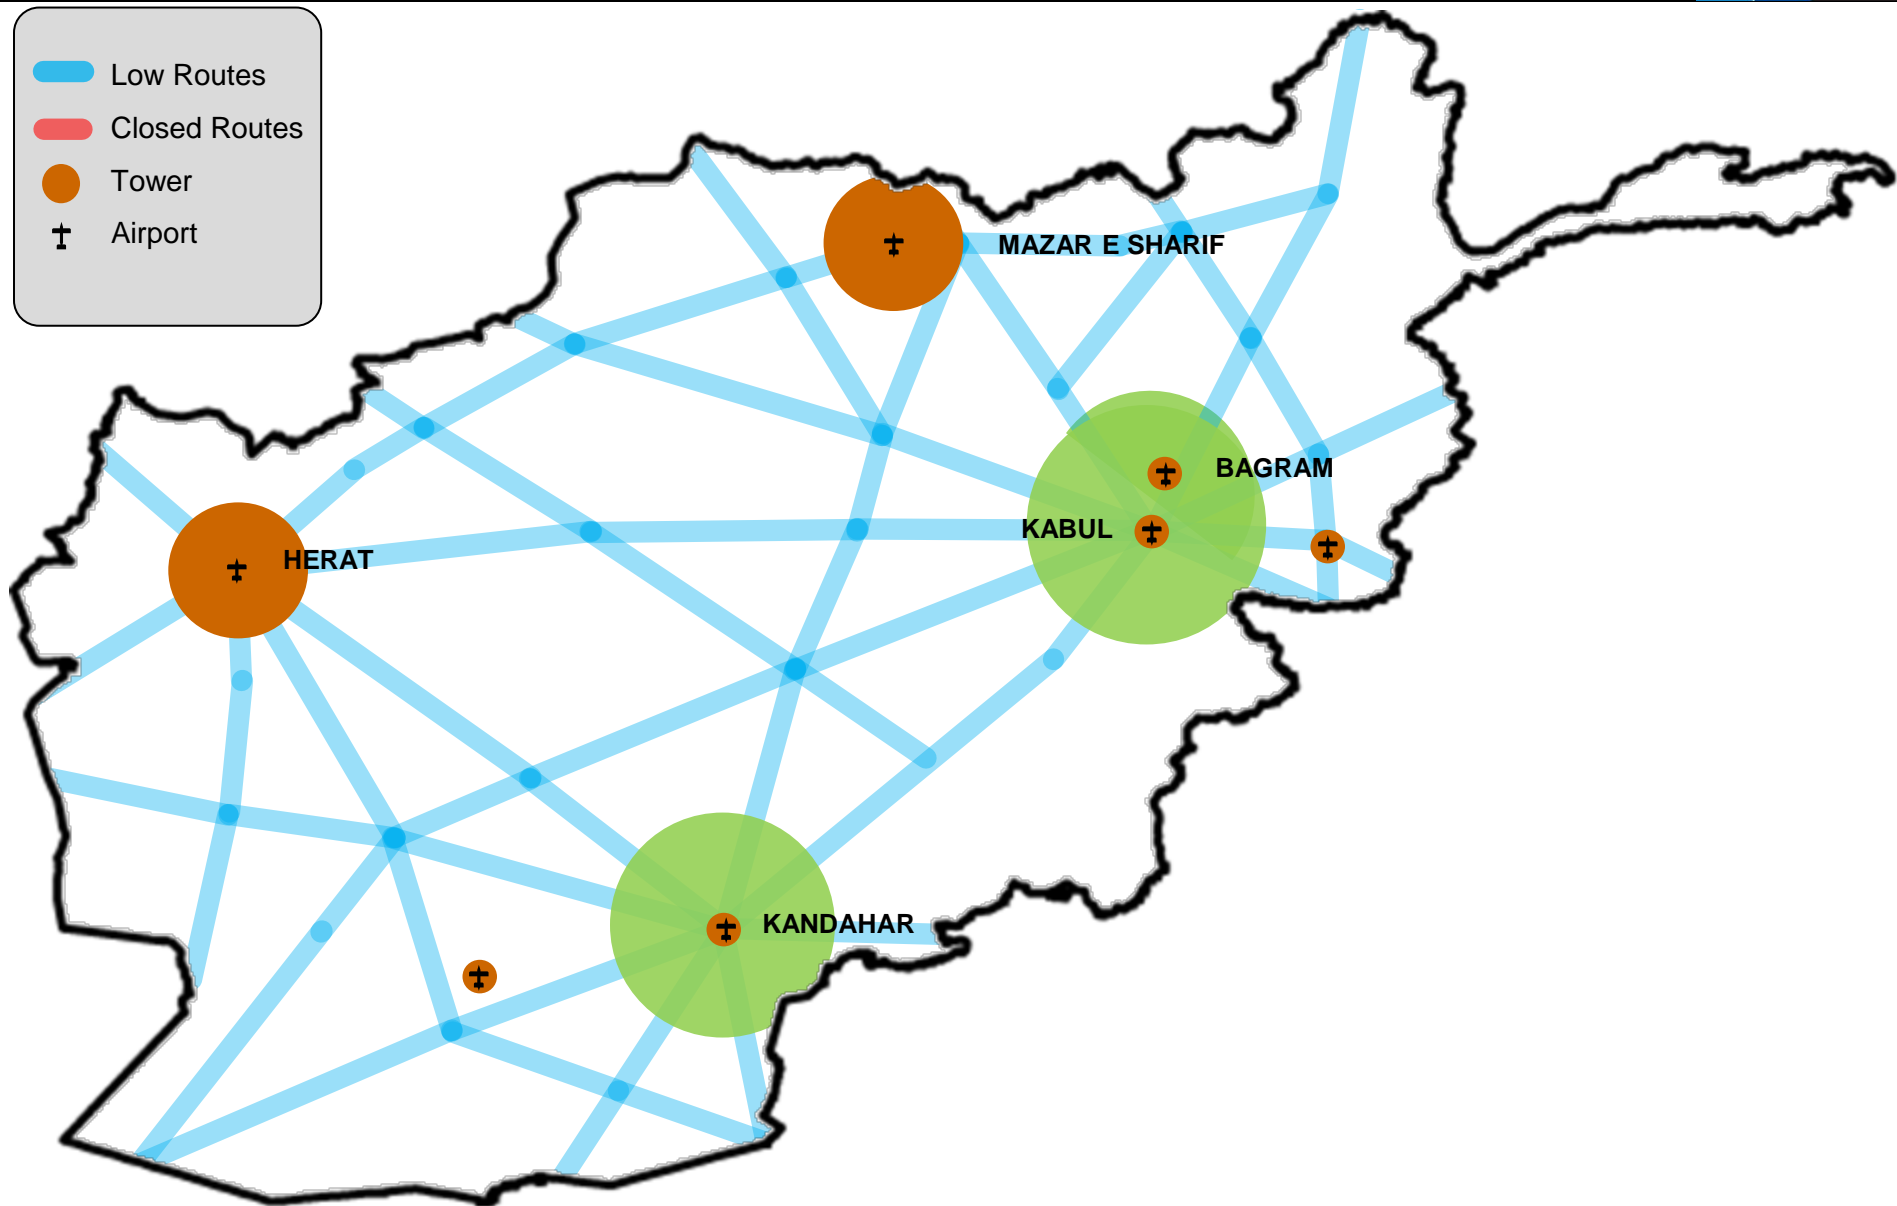 Low Routes
Closed Routes
Tower
Airport
MAZAR E SHARIF
BAGRAM
KABUL
HERAT
KANDAHAR